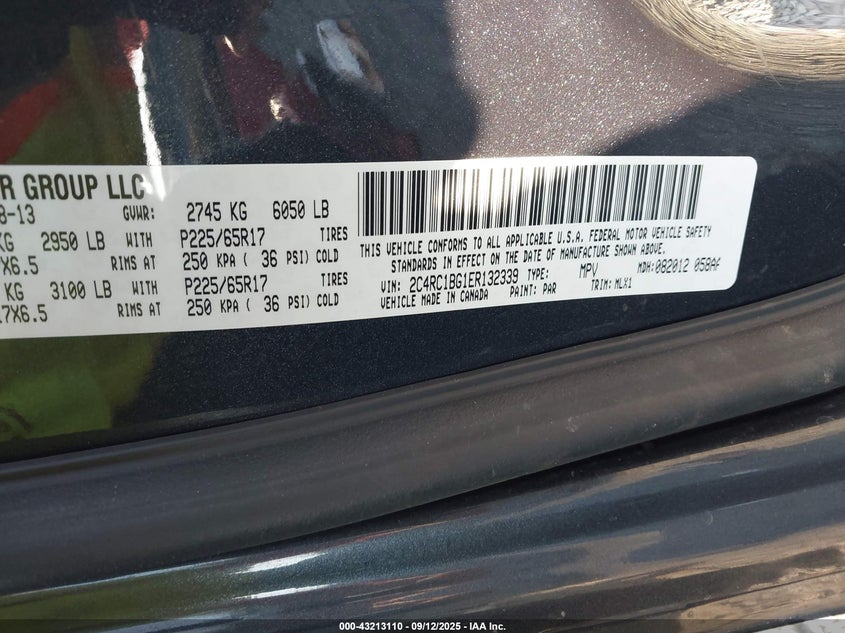 R GROUP LLC
8-13 GVWR: 2745 KG 6050 LB
KG 2950 LB WITH P225/65R17 TIRES
X6.5 RIMS AT 250 KPA ( 36 PSI) COLD
KG 3100 LB WITH P225/65R17 TIRES
7X6.5 RIMS AT 250 KPA ( 36 PSI) COLD
THIS VEHICLE CONFORMS TO ALL APPLICABLE U.S.A. FEDERAL MOTOR VEHICLE SAFETY
STANDARDS IN EFFECT ON THE DATE OF MANUFACTURE SHOWN ABOVE.
VIN: 2C4RC1BG1ER132339 TYPE: MPV MDH: 082012 058AF
VEHICLE MADE IN CANADA PAINT: PAR TRIM: MLX1
000-43213110 - 09/12/2025 - IAA Inc.